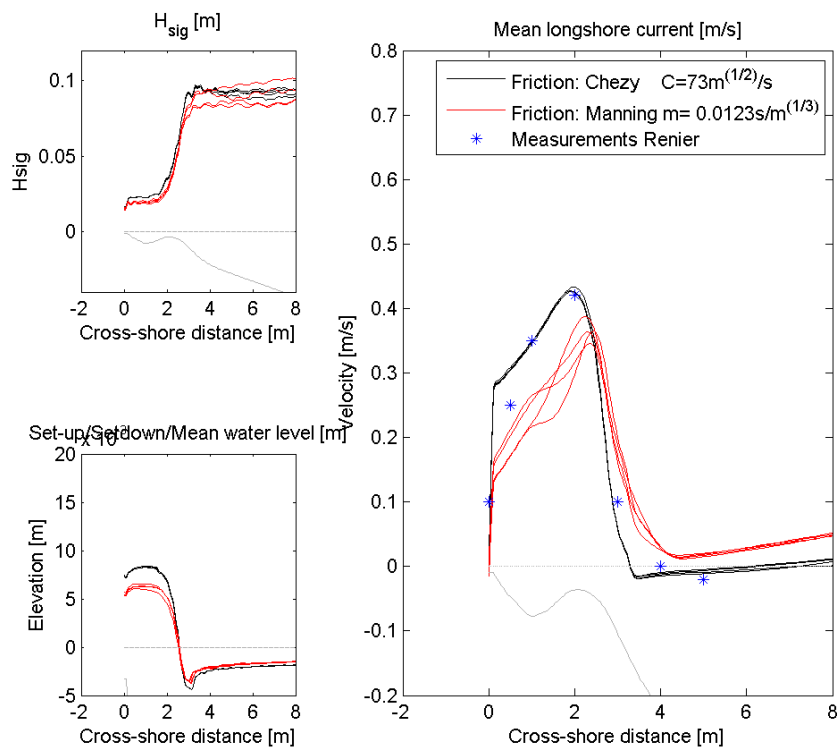 H_sig [m]
0.1
0.05
0
Hsig
-2 0 2 4 6 8
Cross-shore distance [m]
Set-up/Setdown/Mean water level [m]
20
15
10
5
0
-5
Elevation [m]
-2 0 2 4 6 8
Cross-shore distance [m]
Mean longshore current [m/s]
Friction: Chezy C=73m^(1/2)/s
Friction: Manning m= 0.0123s/m^(1/3)
Measurements Renier
0.8
0.7
0.6
0.5
0.4
0.3
0.2
0.1
0
-0.1
-0.2
Velocity [m/s]
-2 0 2 4 6 8
Cross-shore distance [m]